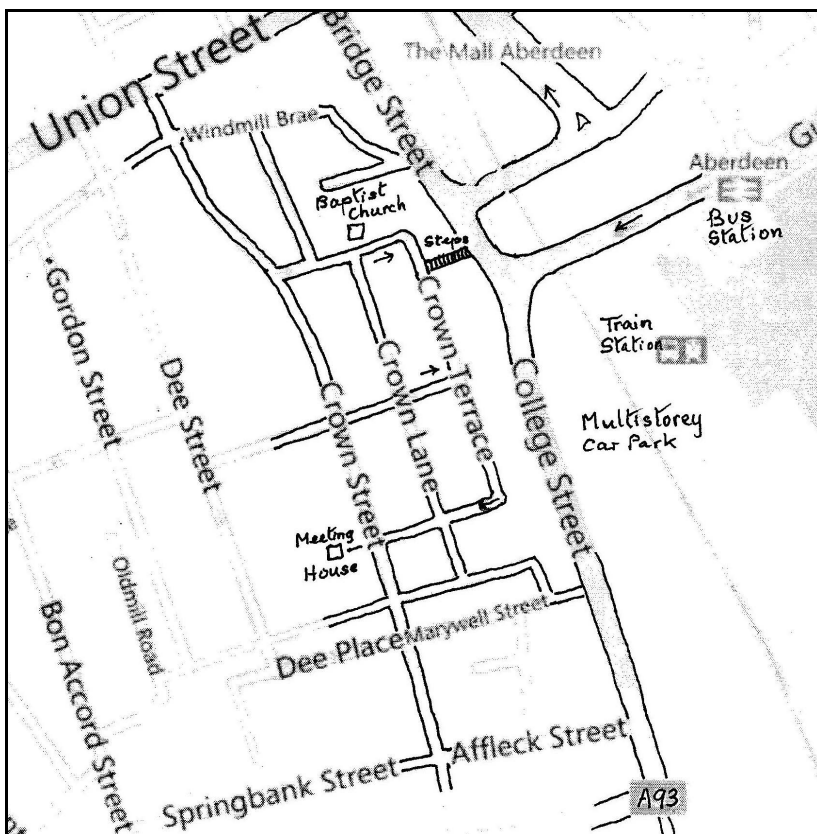 Union Street
Bridge Street
The Mall Aberdeen
Windmill Brae
Aberdeen
Bus
Station
Baptist
Church
Steps
Gordon Street
Dee Street
Crown Terrace
Crown Lane
Crown Street
College Street
Train
Station
Multistorey
Car Park
Meeting
House
Oldmill Road
Bon Accord Street
Dee Place
Marywell Street
Affleck Street
Springbank Street
A93